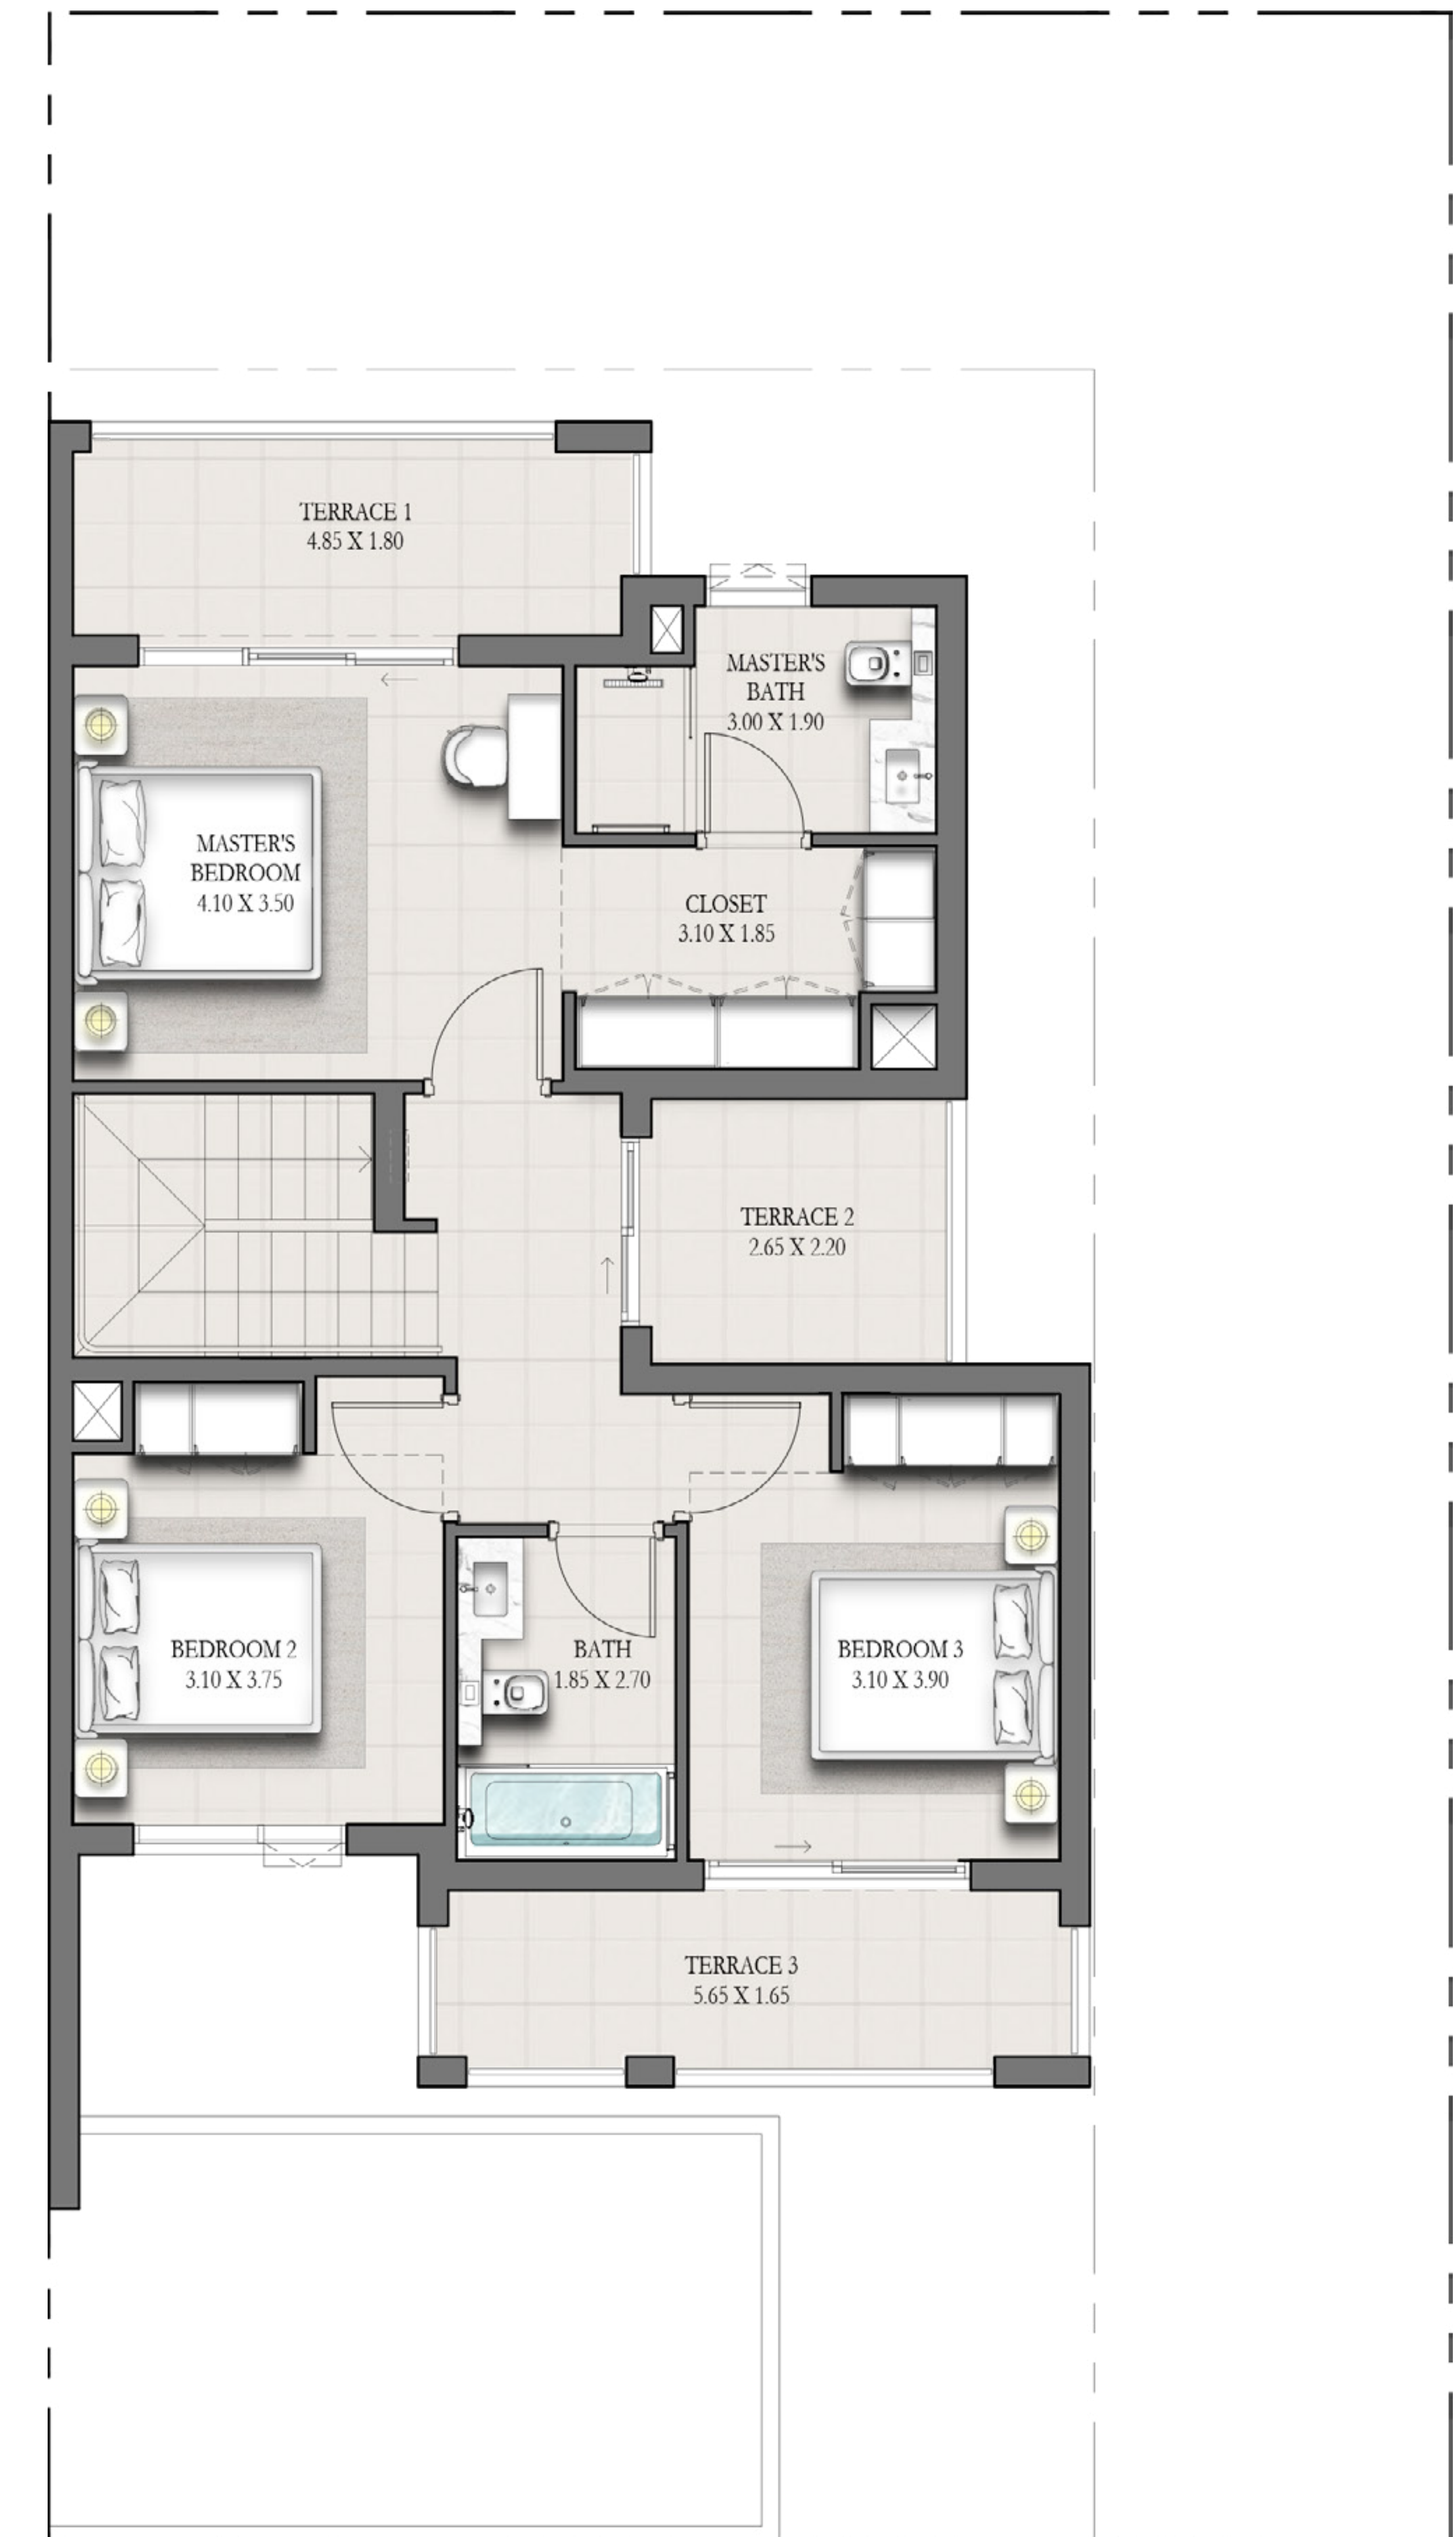 TERRACE 1
4.85 X 1.80
MASTER'S
BATH
3.00 X 1.90
MASTER'S
BEDROOM
4.10 X 3.50
CLOSET
3.10 X 1.85
TERRACE 2
2.65 X 2.20
BEDROOM 2
3.10 X 3.75
BATH
1.85 X 2.70
BEDROOM 3
3.10 X 3.90
TERRACE 3
5.65 X 1.65